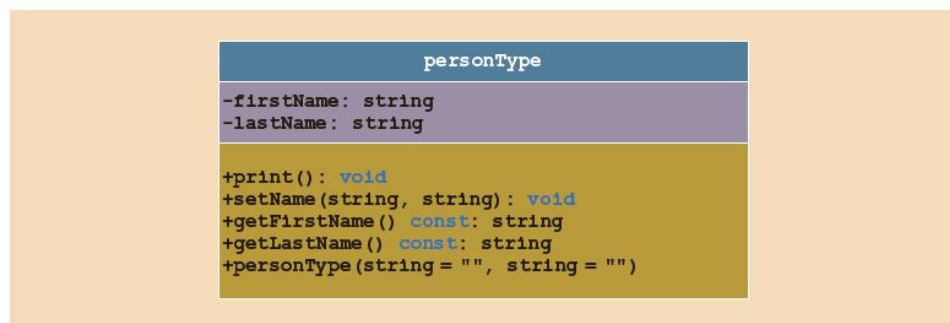 personType
-firstName: string
-lastName: string
+print(): void
+setName(string, string): void
+getFirstName() const: string
+getLastName() const: string
+personType(string = "", string = "")